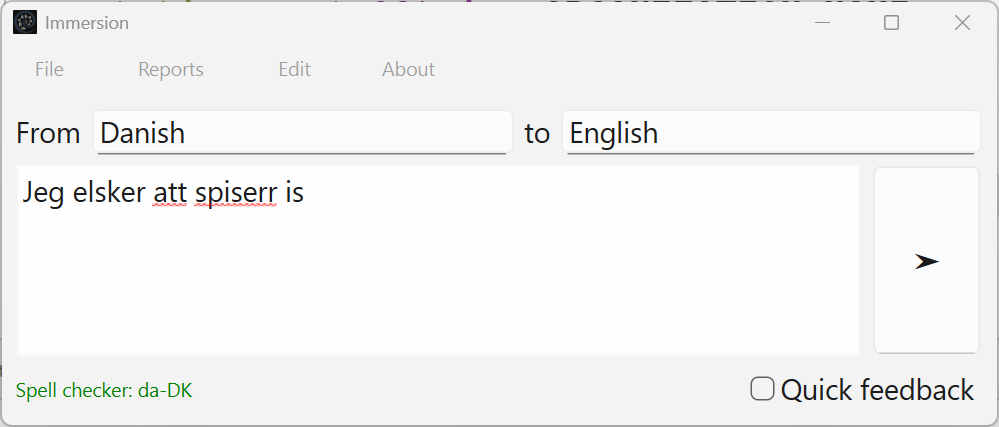 Immersion
File Reports Edit About
From Danish to English
Jeg elsker att spiserr is
➤
Spell checker: da-DK
Quick feedback